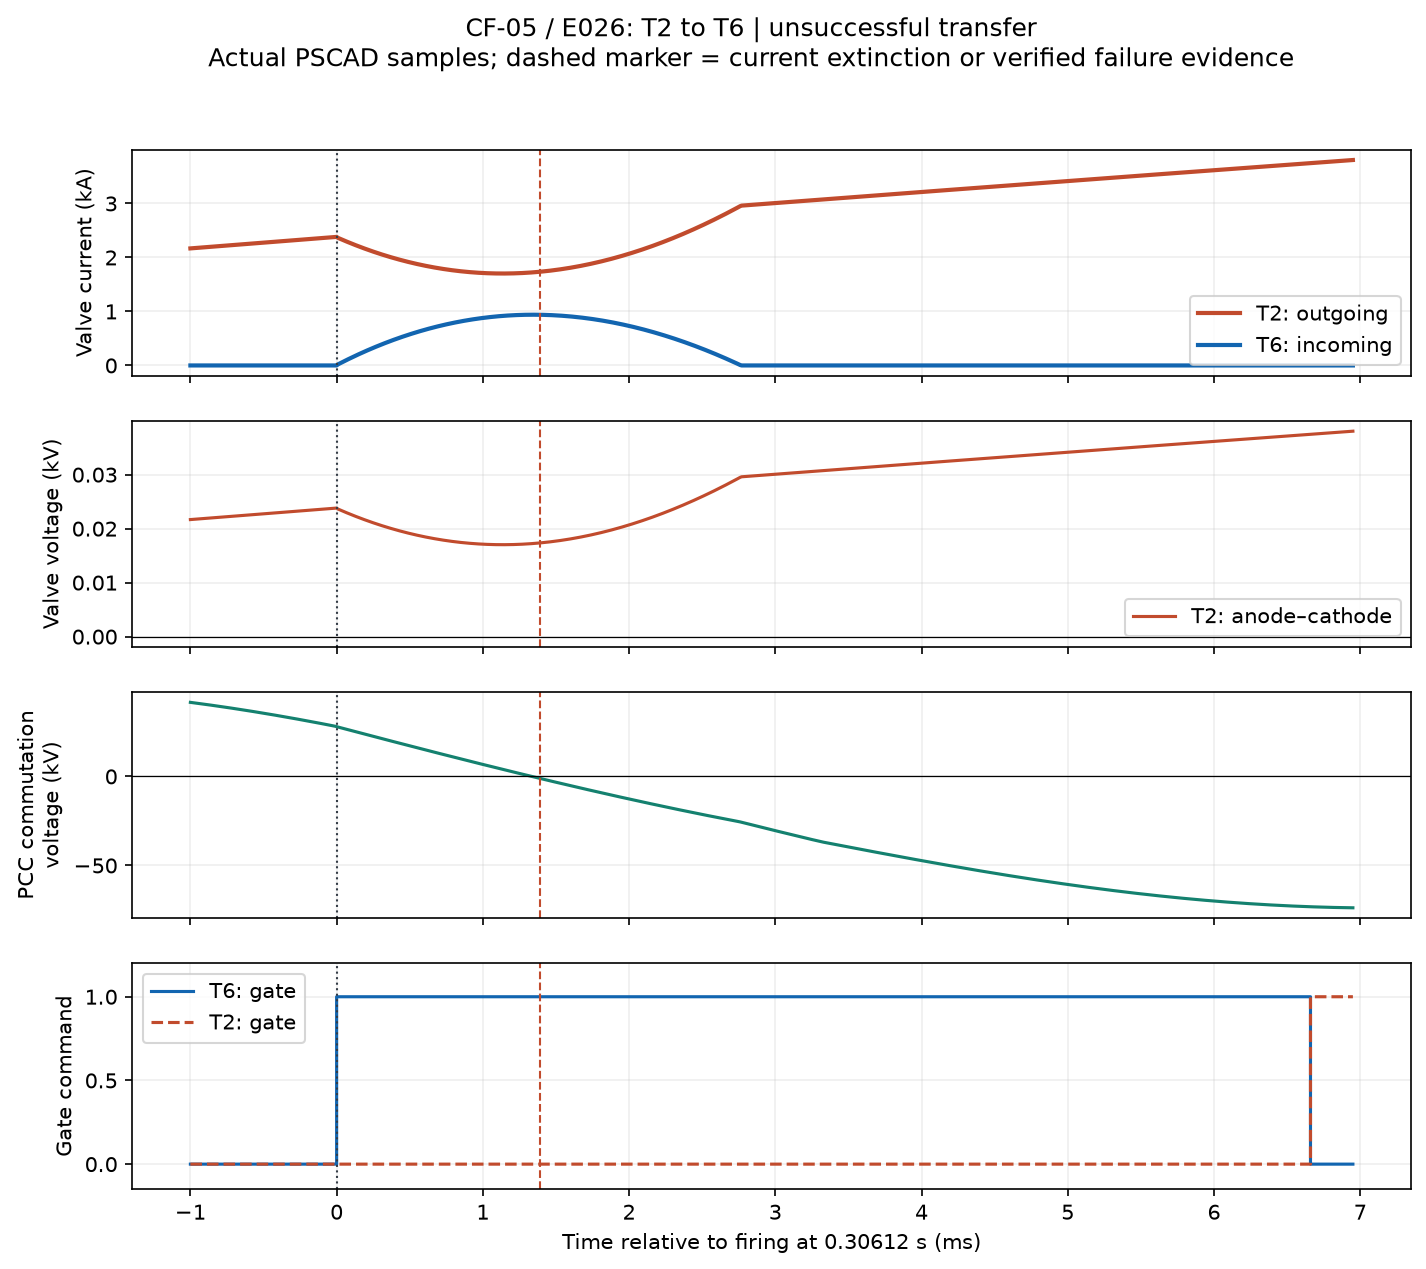 CF-05 / E026: T2 to T6 | unsuccessful transfer
Actual PSCAD samples; dashed marker = current extinction or verified failure evidence
Valve current (kA)
3
2
1
0
T2: outgoing
T6: incoming
Valve voltage (kV)
0.03
0.02
0.01
0.00
T2: anode–cathode
PCC commutation
voltage (kV)
0
−50
Gate command
1.0
0.5
0.0
T6: gate
T2: gate
−1 0 1 2 3 4 5 6 7
Time relative to firing at 0.30612 s (ms)